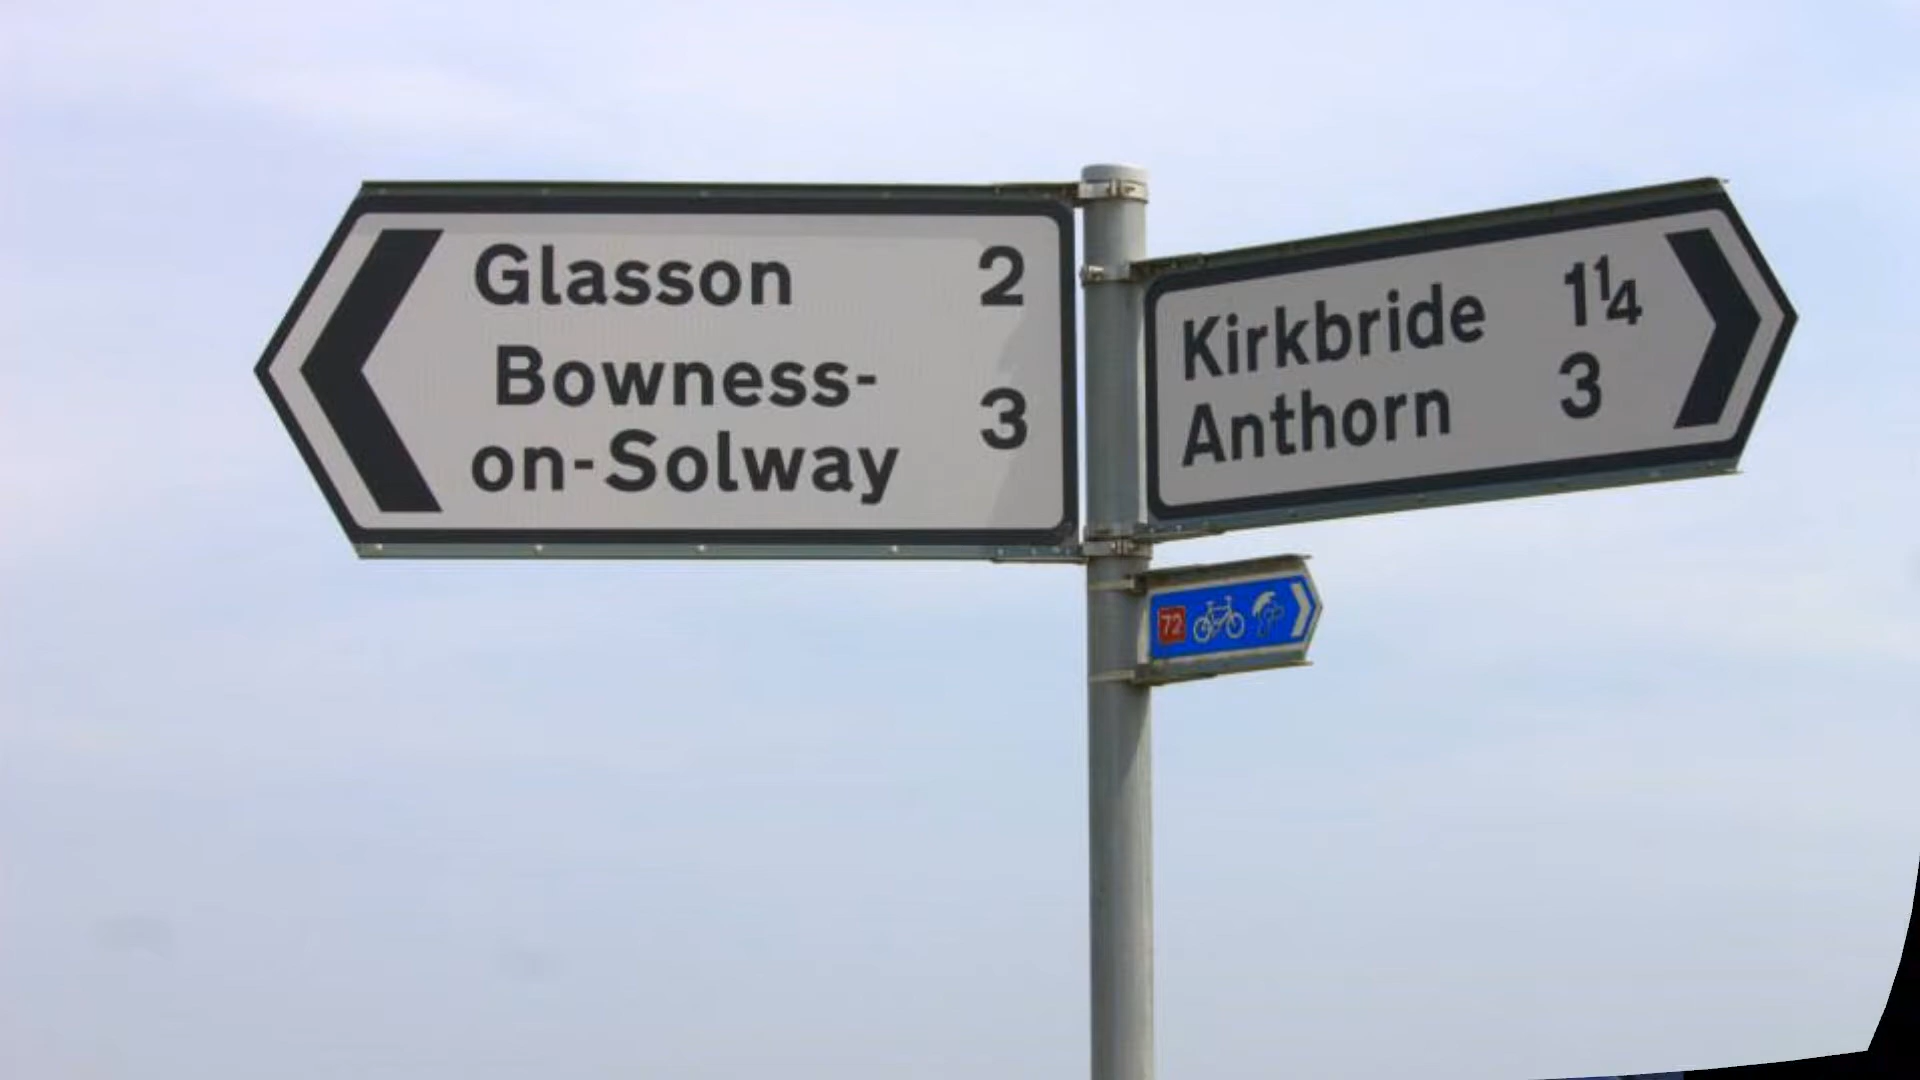 Glasson 2
Bowness-
on-Solway 3
Kirkbride 1¼
Anthorn 3
72